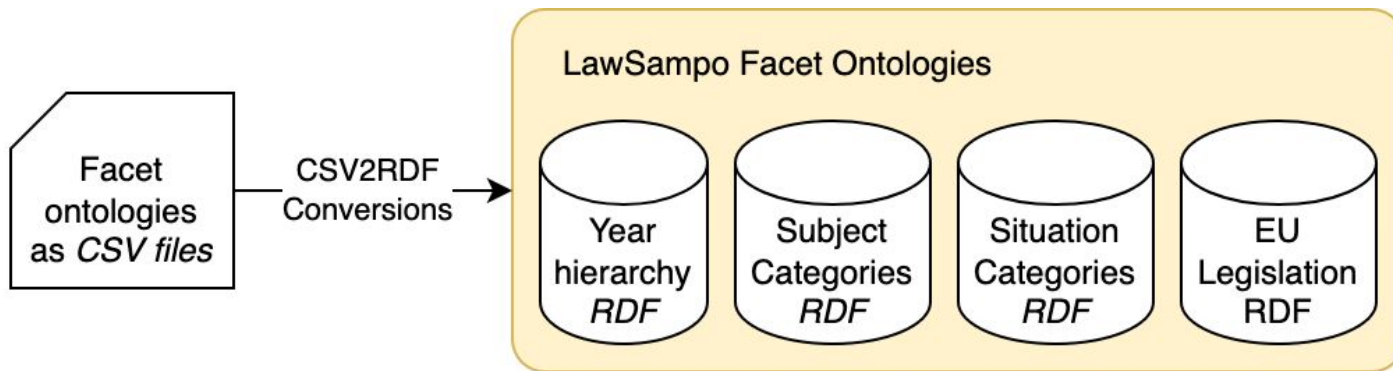 LawSampo Facet Ontologies
Facet
ontologies
as CSV files
CSV2RDF
Conversions
Year
hierarchy
RDF
Subject
Categories
RDF
Situation
Categories
RDF
EU
Legislation
RDF